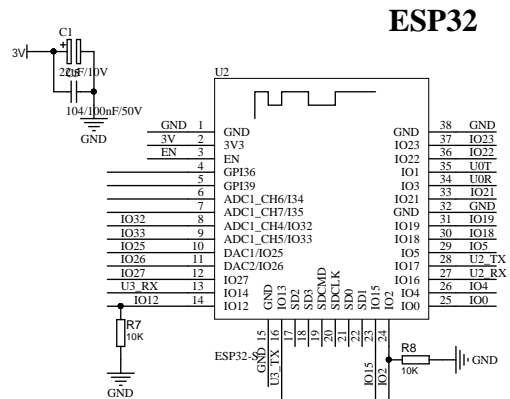 ESP32
C1
3V
22uF/10V
104/100nF/50V
GND
U2
GND 1 GND
3V 2 3V3
EN 3 EN
4 GPI36
5 GPI39
6 ADC1_CH6/I34
7 ADC1_CH7/I35
IO32 8 ADC1_CH4/IO32
IO33 9 ADC1_CH5/IO33
IO25 10 DAC1/IO25
IO26 11 DAC2/IO26
IO27 12 IO27
U3_RX 13 IO14
IO12 14 IO12
GND 38 GND
IO23 37 IO23
IO22 36 IO22
IO1 35 U0T
IO3 34 U0R
IO21 33 IO21
GND 32 GND
IO19 31 IO19
IO18 30 IO18
IO5 29 IO5
IO17 28 U2_TX
IO16 27 U2_RX
IO4 26 IO4
IO0 25 IO0
GND 15 GND
IO13 16 U3_TX
SD2 17
SD3 18
SDCMD 19
SDCLK 20
SD0 21
SD1 22
IO15 23 IO15
IO2 24 IO2
ESP32-S
R7
10K
GND
R8
10K
GND